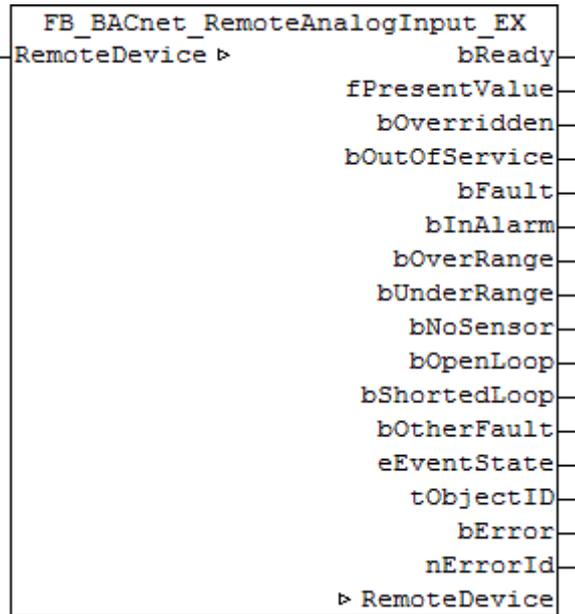 FB_BACnet_RemoteAnalogInput_EX
RemoteDevice ▷ bReady
fPresentValue
bOverridden
bOutOfService
bFault
bInAlarm
bOverRange
bUnderRange
bNoSensor
bOpenLoop
bShortedLoop
bOtherFault
eEventState
tObjectID
bError
nErrorId
▷ RemoteDevice